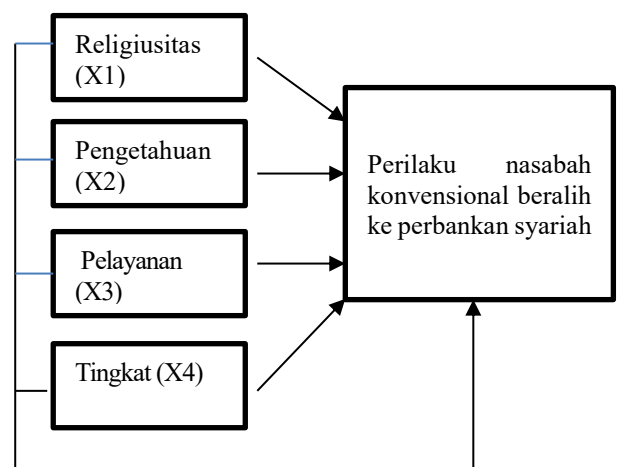 Religiusitas
(X1)
Pengetahuan
(X2)
Pelayanan
(X3)
Tingkat (X4)
Perilaku nasabah
konvensional beralih
ke perbankan syariah